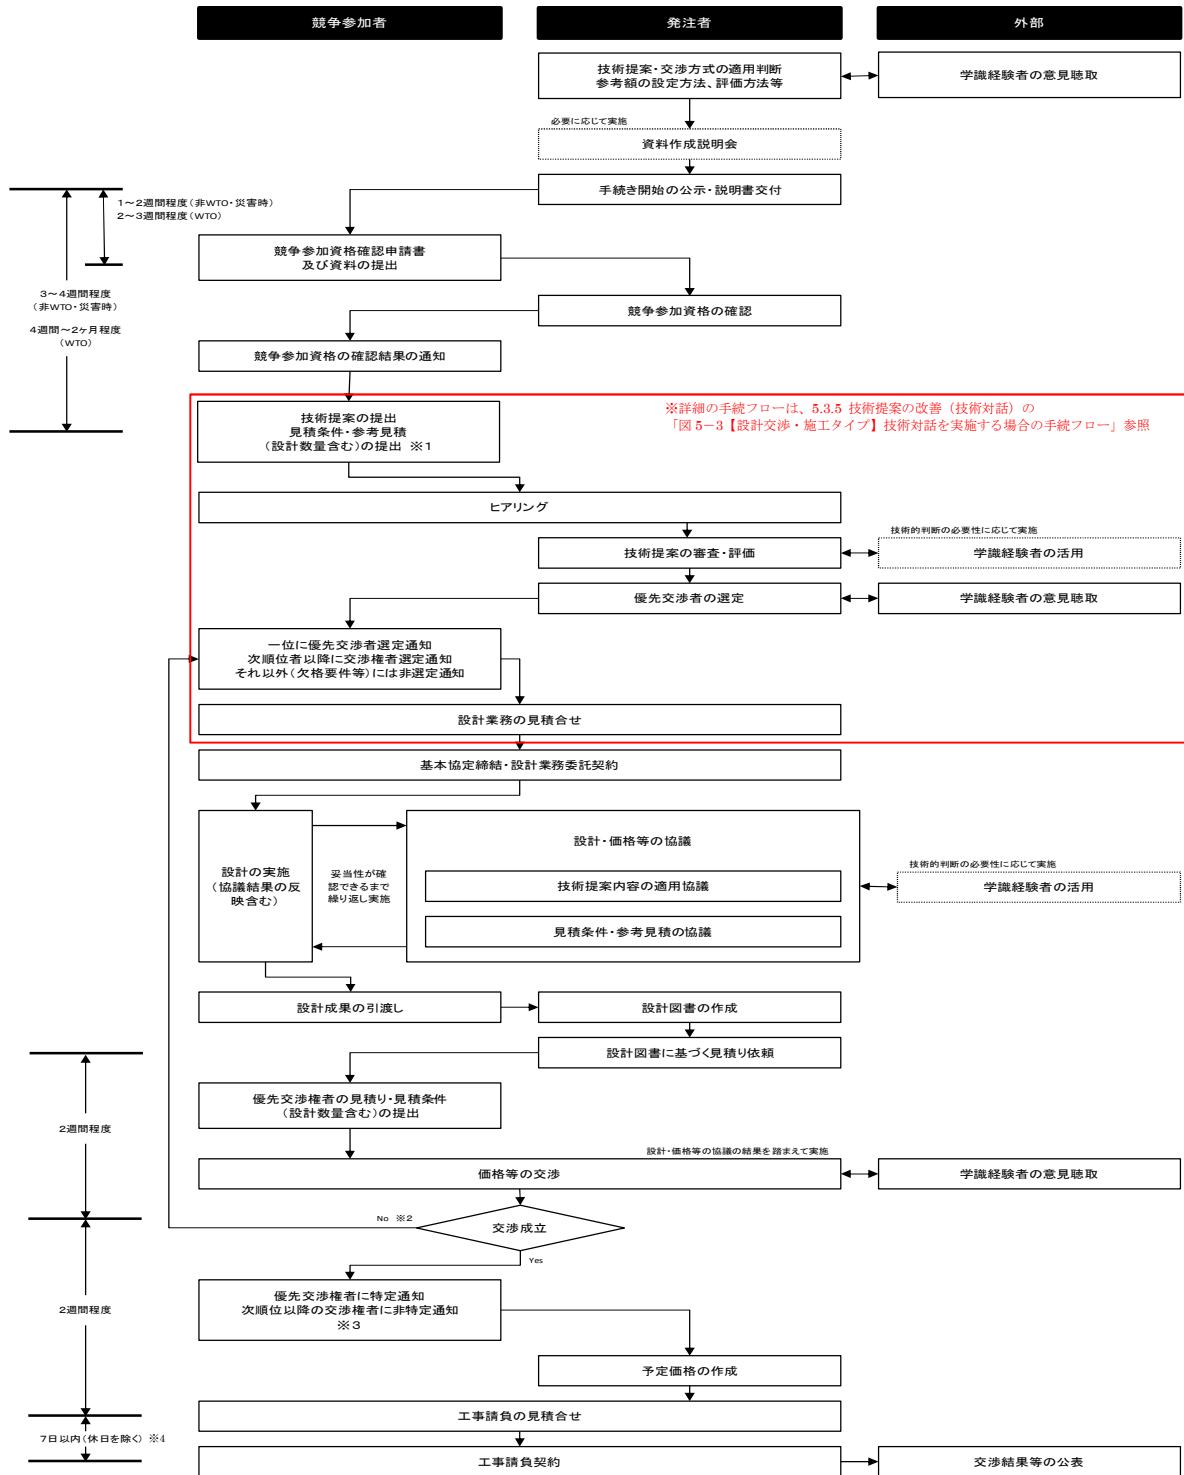 競争参加者
発注者
外部
技術提案・交渉方式の適用判断
参考額の設定方法、評価方法等
学識経験者の意見聴取
必要に応じて実施
資料作成説明会
手続き開始の公示・説明書交付
1～2週間程度(非WTO・災害時)
2～3週間程度(WTO)
競争参加資格確認申請書
及び資料の提出
3～4週間程度
(非WTO・災害時)
4週間～2ヶ月程度
(WTO)
競争参加資格の確認
競争参加資格の確認結果の通知
※詳細の手続フローは、5.3.5 技術提案の改善（技術対話）の
「図 5－3【設計交渉・施工タイプ】技術対話を実施する場合の手続フロー」参照
技術提案の提出
見積条件・参考見積
(設計数量含む)の提出 ※1
ヒアリング
技術的判断の必要性に応じて実施
技術提案の審査・評価
学識経験者の活用
優先交渉者の選定
学識経験者の意見聴取
一位に優先交渉者選定通知
次順位者以降に交渉権者選定通知
それ以外(欠格要件等)には非選定通知
設計業務の見積合せ
基本協定締結・設計業務委託契約
設計の実施
(協議結果の反
映含む)
妥当性が確
認できるまで
繰り返し実施
設計・価格等の協議
技術提案内容の適用協議
見積条件・参考見積の協議
技術的判断の必要性に応じて実施
学識経験者の活用
設計成果の引渡し
設計図書の作成
設計図書に基づく見積り依頼
優先交渉権者の見積り・見積条件
(設計数量含む)の提出
2週間程度
設計・価格等の協議の結果を踏まえて実施
価格等の交渉
学識経験者の意見聴取
No ※2
交渉成立
Yes
優先交渉権者に特定通知
次順位以降の交渉権者に非特定通知
※3
2週間程度
予定価格の作成
工事請負の見積合せ
7日以内(休日を除く) ※4
工事請負契約
交渉結果等の公表